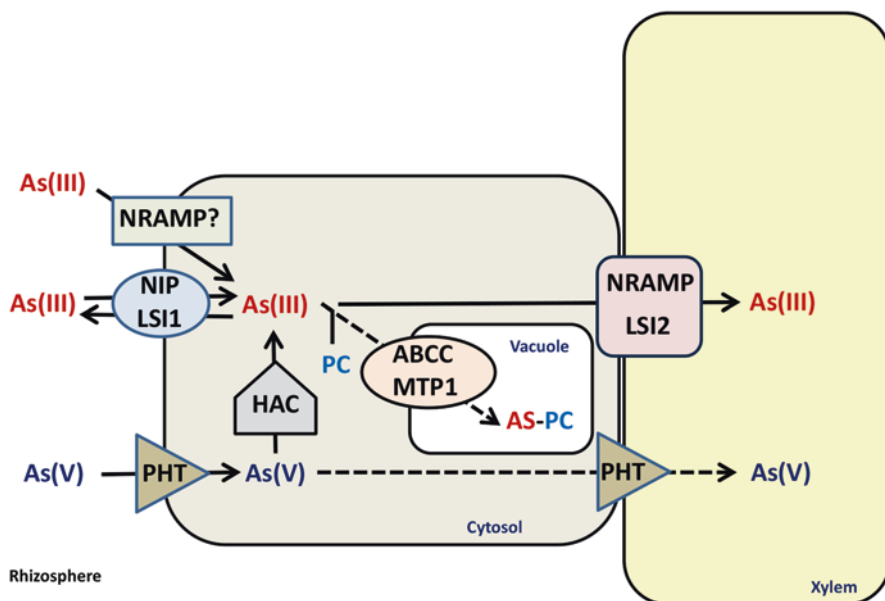 As(III)
NRAMP?
As(III)
NIP
LSI1
As(III)
NRAMP
LSI2
As(III)
PC
ABCC
MTP1
Vacuole
HAC
AS-PC
As(V)
PHT
As(V)
PHT
As(V)
Cytosol
Rhizosphere
Xylem